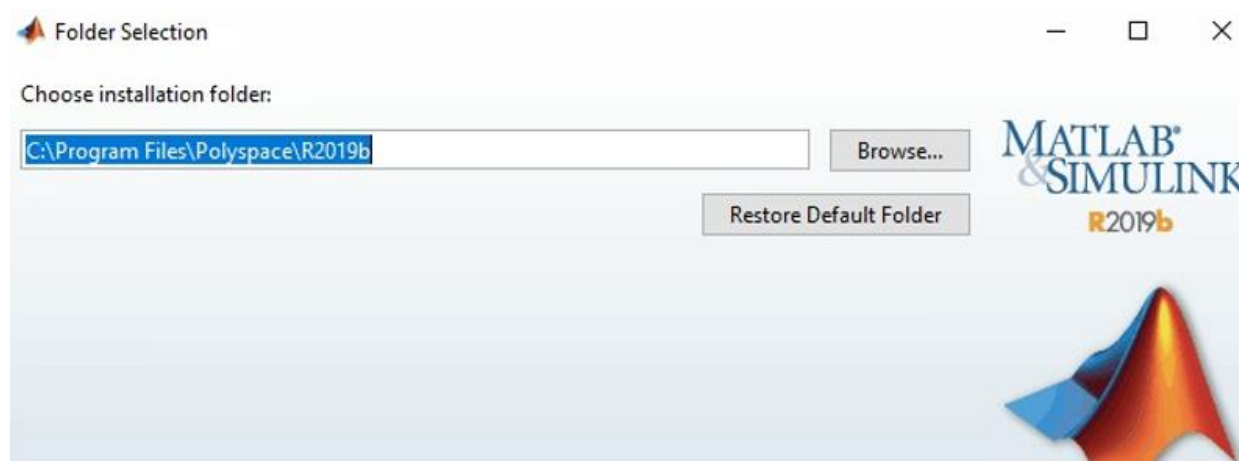 Folder Selection
Choose installation folder:
C:\Program Files\Polyspace\R2019b
Browse...
Restore Default Folder
MATLAB®
&SIMULINK
R2019b